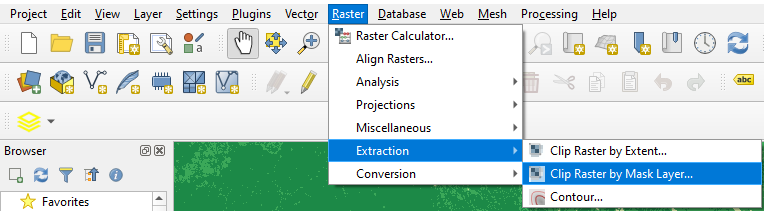 Project Edit View Layer Settings Plugins Vector Raster Database Web Mesh Processing Help
Raster Calculator...
Align Rasters...
Analysis
abc
Projections
Miscellaneous
Browser
Extraction
Clip Raster by Extent...
Conversion
Clip Raster by Mask Layer...
Favorites
Contour...